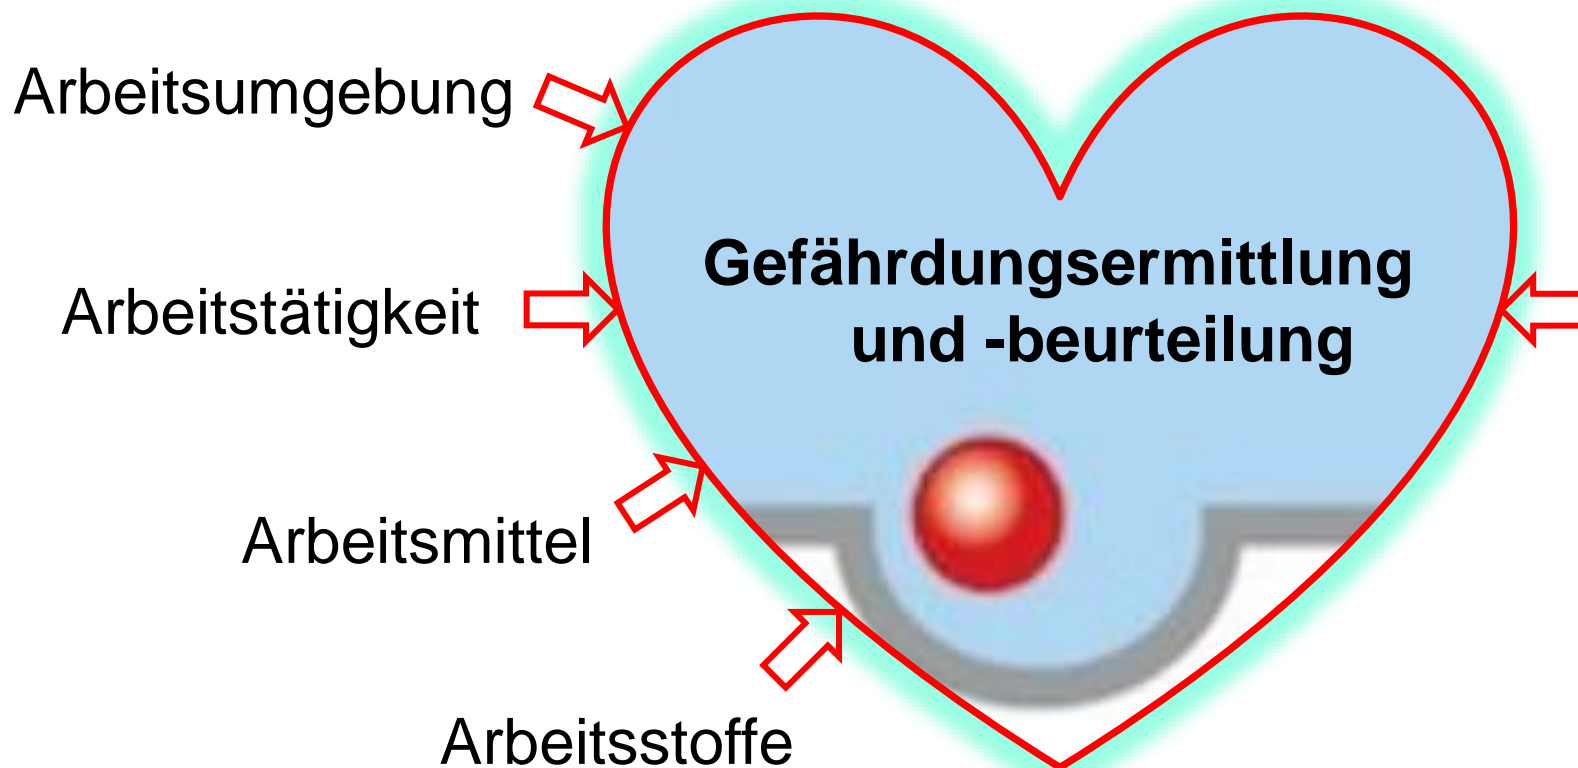 Arbeitsumgebung
Arbeitstätigkeit
Arbeitsmittel
Arbeitsstoffe
Gefährdungsermittlung
und -beurteilung